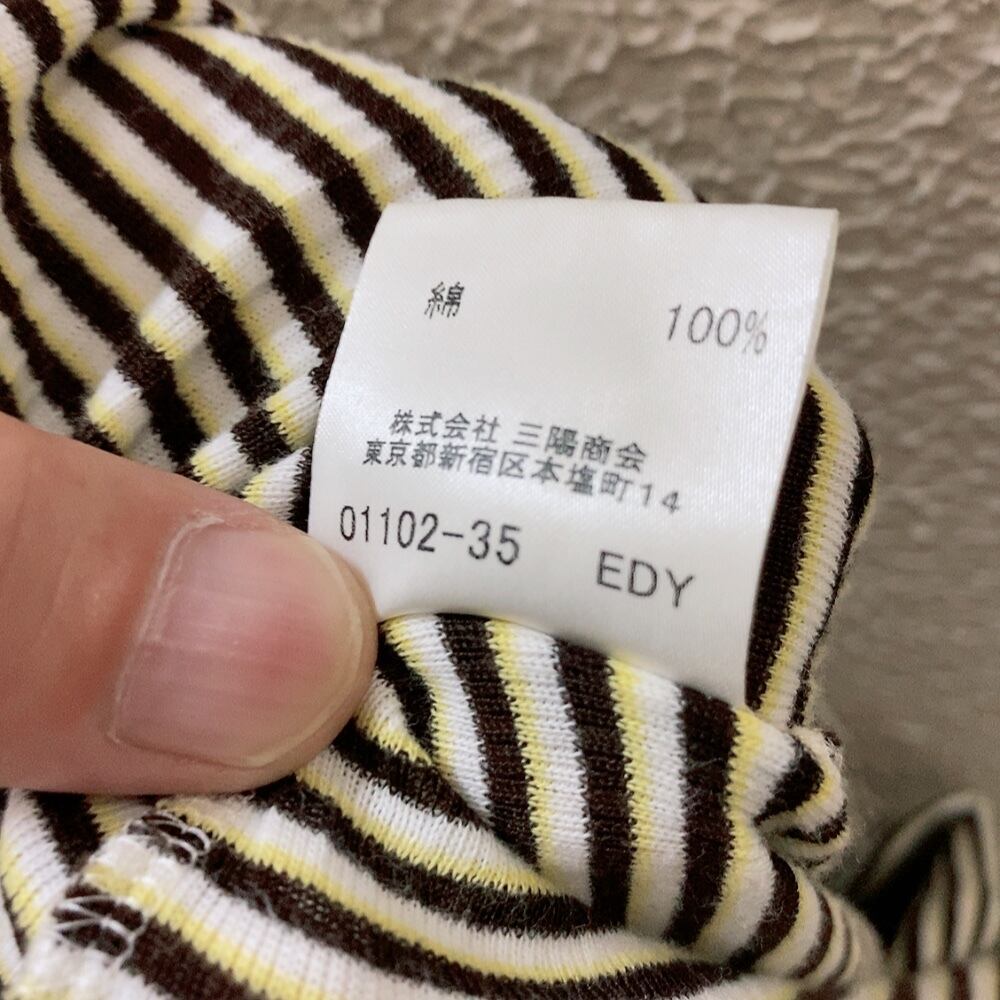 綿 100%
株式会社 三陽商会
東京都新宿区本塩町14
01102-35 EDY